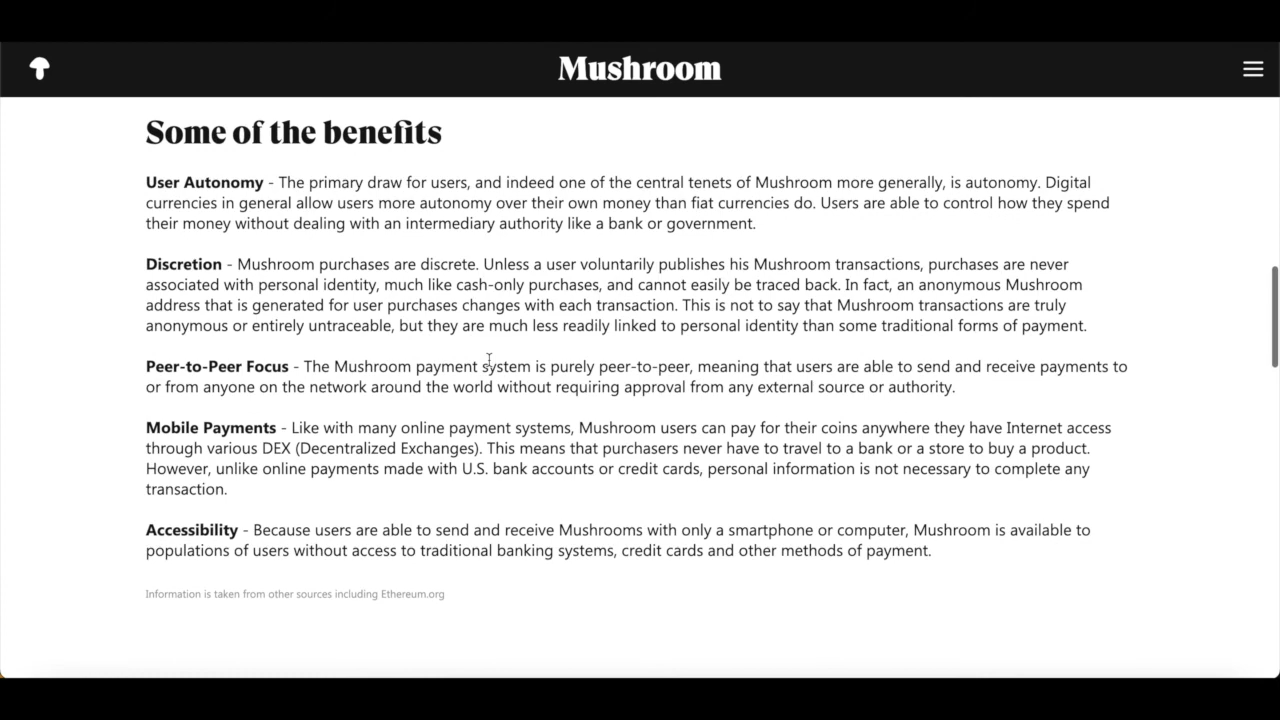 Mushroom
Some of the benefits
User Autonomy - The primary draw for users, and indeed one of the central tenets of Mushroom more generally, is autonomy. Digital
currencies in general allow users more autonomy over their own money than fiat currencies do. Users are able to control how they spend
their money without dealing with an intermediary authority like a bank or government.
Discretion - Mushroom purchases are discrete. Unless a user voluntarily publishes his Mushroom transactions, purchases are never
associated with personal identity, much like cash-only purchases, and cannot easily be traced back. In fact, an anonymous Mushroom
address that is generated for user purchases changes with each transaction. This is not to say that Mushroom transactions are truly
anonymous or entirely untraceable, but they are much less readily linked to personal identity than some traditional forms of payment.
Peer-to-Peer Focus - The Mushroom payment system is purely peer-to-peer, meaning that users are able to send and receive payments to
or from anyone on the network around the world without requiring approval from any external source or authority.
Mobile Payments - Like with many online payment systems, Mushroom users can pay for their coins anywhere they have Internet access
through various DEX (Decentralized Exchanges). This means that purchasers never have to travel to a bank or a store to buy a product.
However, unlike online payments made with U.S. bank accounts or credit cards, personal information is not necessary to complete any
transaction.
Accessibility - Because users are able to send and receive Mushrooms with only a smartphone or computer, Mushroom is available to
populations of users without access to traditional banking systems, credit cards and other methods of payment.
Information is taken from other sources including Ethereum.org